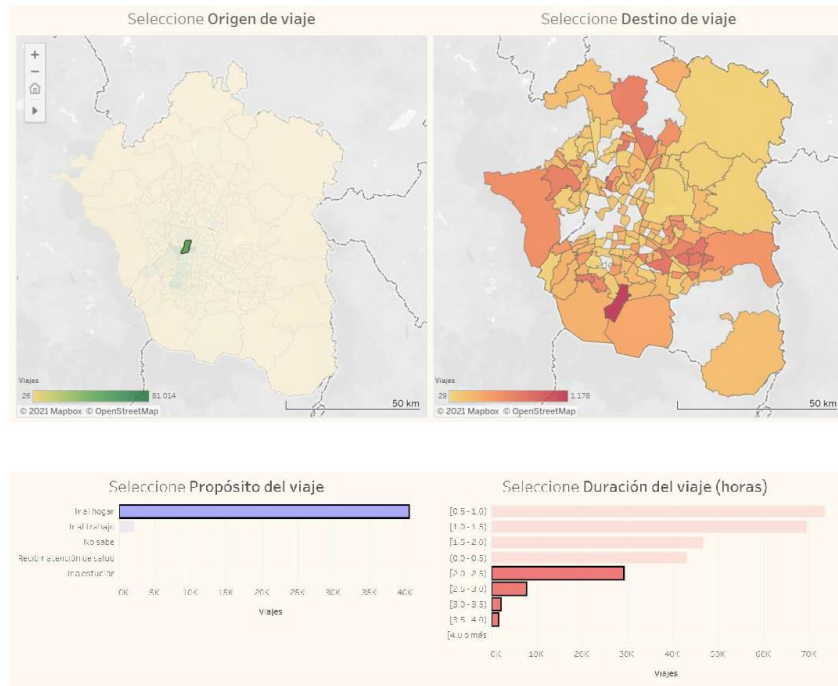 Seleccione Origen de viaje
Seleccione Destino de viaje
+
−
Viajes
26
81.014
© 2021 Mapbox © OpenStreetMap
50 km
de
Viajes
29
1.178
© 2021 Mapbox © OpenStreetMap
50 km
Seleccione Propósito del viaje
Ir al hogar
Ir al trabajo
No sabe
Recibir atención de salud
Ir a estudiar
0K 5K 10K 15K 20K 25K 30K 35K 40K
Viajes
Seleccione Duración del viaje (horas)
[0.5 - 1.0)
[1.0 - 1.5)
[1.5 - 2.0)
[0.0 - 0.5)
[2.0 - 2.5)
[2.5 - 3.0)
[3.0 - 3.5)
[3.5 - 4.0)
[4.0 o más
0K 10K 20K 30K 40K 50K 60K 70K
Viajes